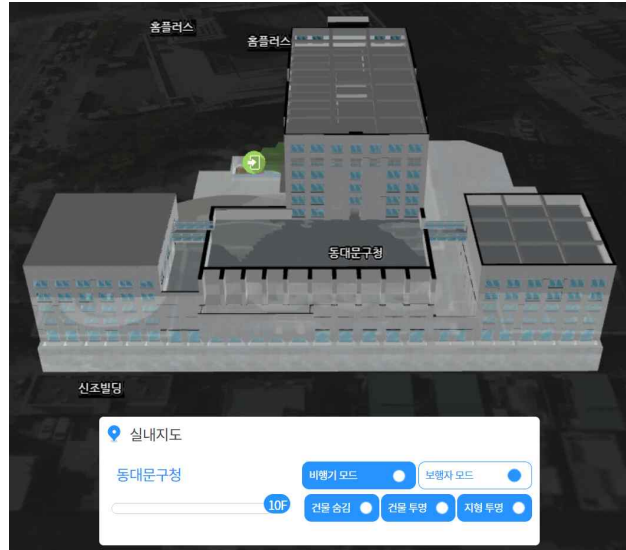 홈플러스
홈플러스
동대문구청
신조빌딩
실내지도
동대문구청
비행기 모드
보행자 모드
10F
건물 숨김
건물 투명
지형 투명